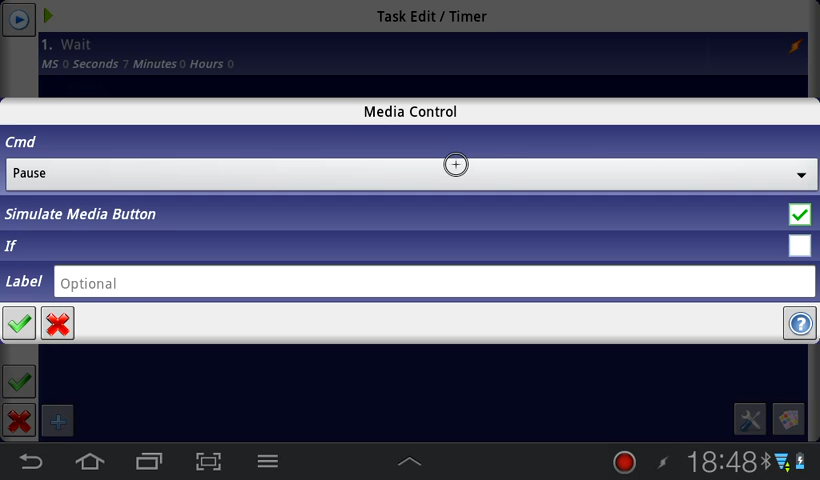 Task Edit / Timer
1. Wait
MS 0 Seconds 7 Minutes 0 Hours 0
Media Control
Cmd
Pause
Simulate Media Button
If
Label Optional
18:48